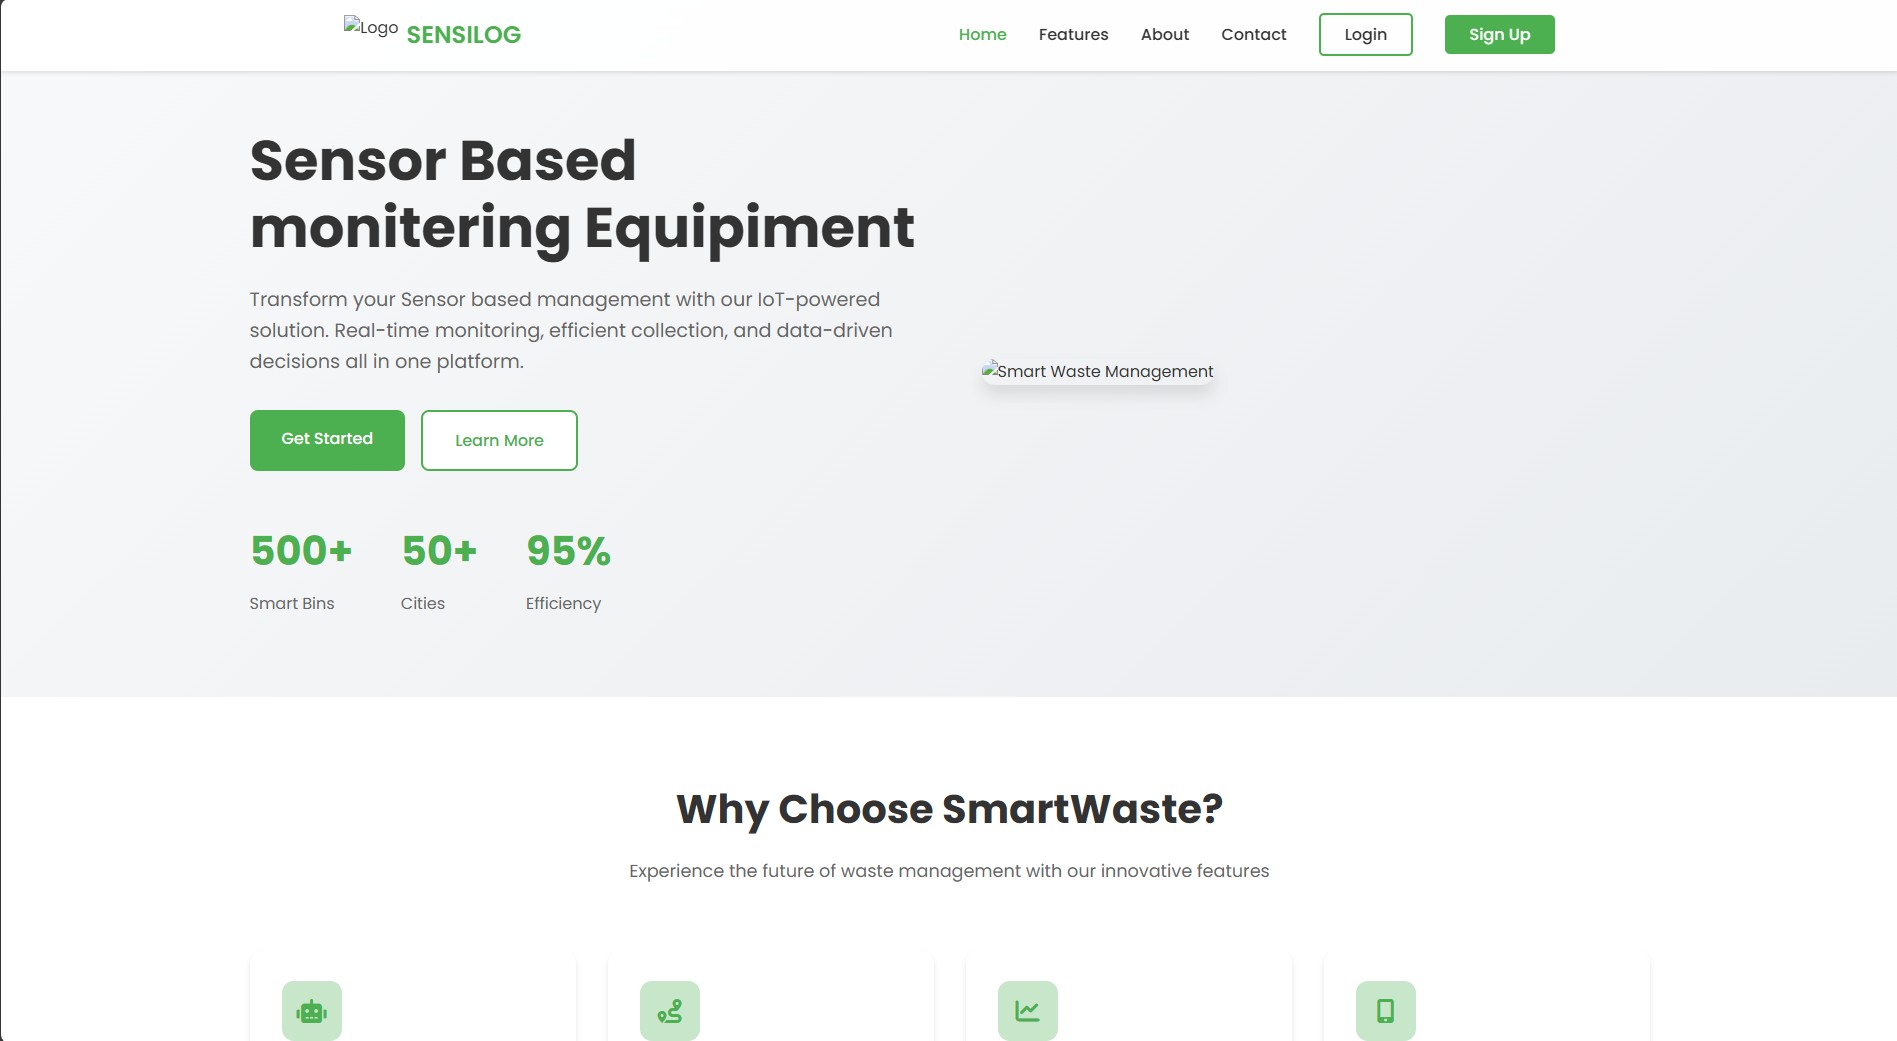 Logo SENSILOG
Home Features About Contact Login Sign Up
Sensor Based
monitering Equipiment
Transform your Sensor based management with our IoT-powered
solution. Real-time monitoring, efficient collection, and data-driven
decisions all in one platform.
Smart Waste Management
Get Started Learn More
500+ 50+ 95%
Smart Bins Cities Efficiency
Why Choose SmartWaste?
Experience the future of waste management with our innovative features